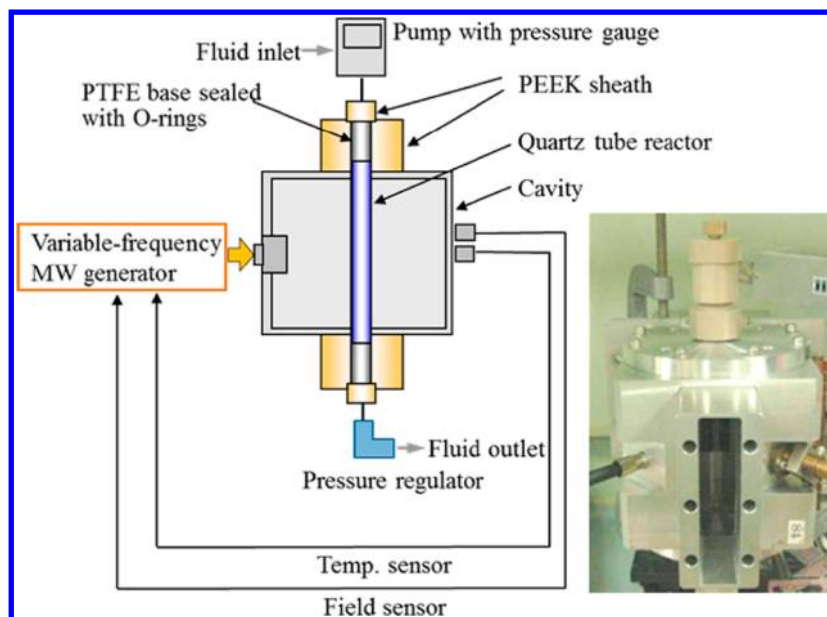 Pump with pressure gauge
Fluid inlet
PTFE base sealed
with O-rings
PEEK sheath
Quartz tube reactor
Cavity
Variable-frequency
MW generator
Fluid outlet
Pressure regulator
Temp. sensor
Field sensor